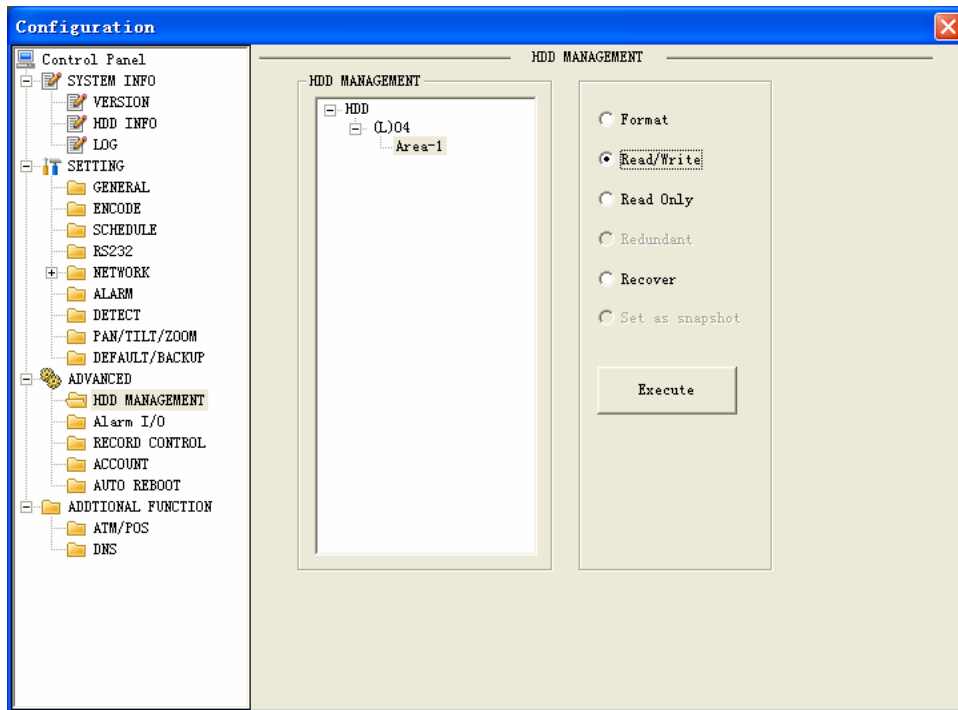 Configuration
Control Panel
SYSTEM INFO
VERSION
HDD INFO
LOG
SETTING
GENERAL
ENCODE
SCHEDULE
RS232
NETWORK
ALARM
DETECT
PAN/TILT/ZOOM
DEFAULT/BACKUP
ADVANCED
HDD MANAGEMENT
Alarm I/O
RECORD CONTROL
ACCOUNT
AUTO REBOOT
ADDTIONAL FUNCTION
ATM/POS
DNS
HDD MANAGEMENT
HDD MANAGEMENT
HDD
(L)04
Area-1
Format
Read/Write
Read Only
Redundant
Recover
Set as snapshot
Execute